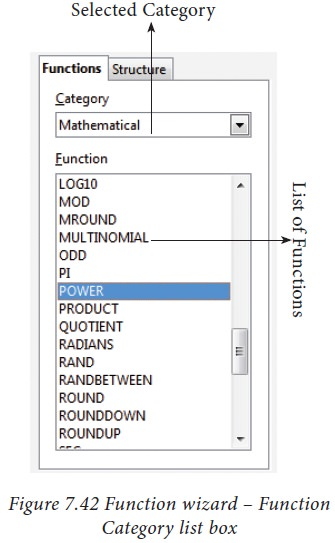 Selected Category
Functions
Structure
Category
Mathematical
Function
LOG10
MOD
MROUND
MULTINOMIAL
ODD
PI
POWER
PRODUCT
QUOTIENT
RADIANS
RAND
RANDBETWEEN
ROUND
ROUNDDOWN
ROUNDUP
List of Functions
Figure 7.42 Function wizard – Function
Category list box